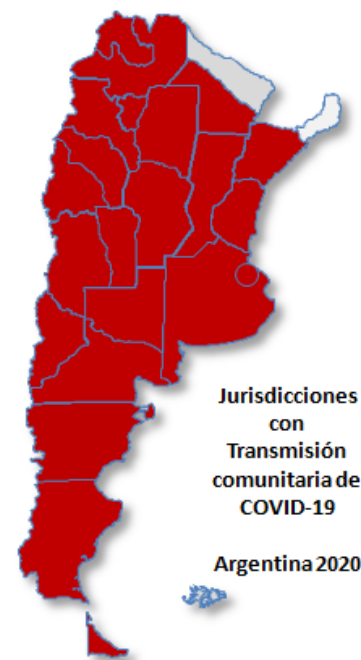 Jurisdicciones
con
Transmisión
comunitaria de
COVID-19
Argentina 2020